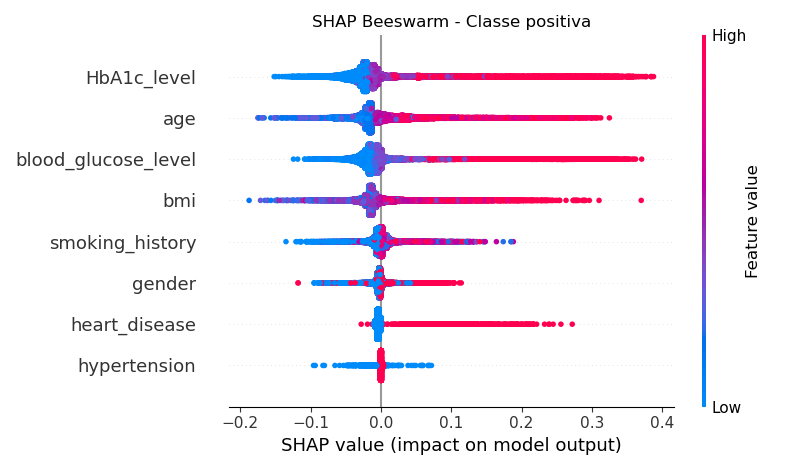 SHAP Beeswarm - Classe positiva
High
HbA1c_level
age
blood_glucose_level
bmi
smoking_history
gender
heart_disease
hypertension
Feature value
Low
−0.2 −0.1 0.0 0.1 0.2 0.3 0.4
SHAP value (impact on model output)